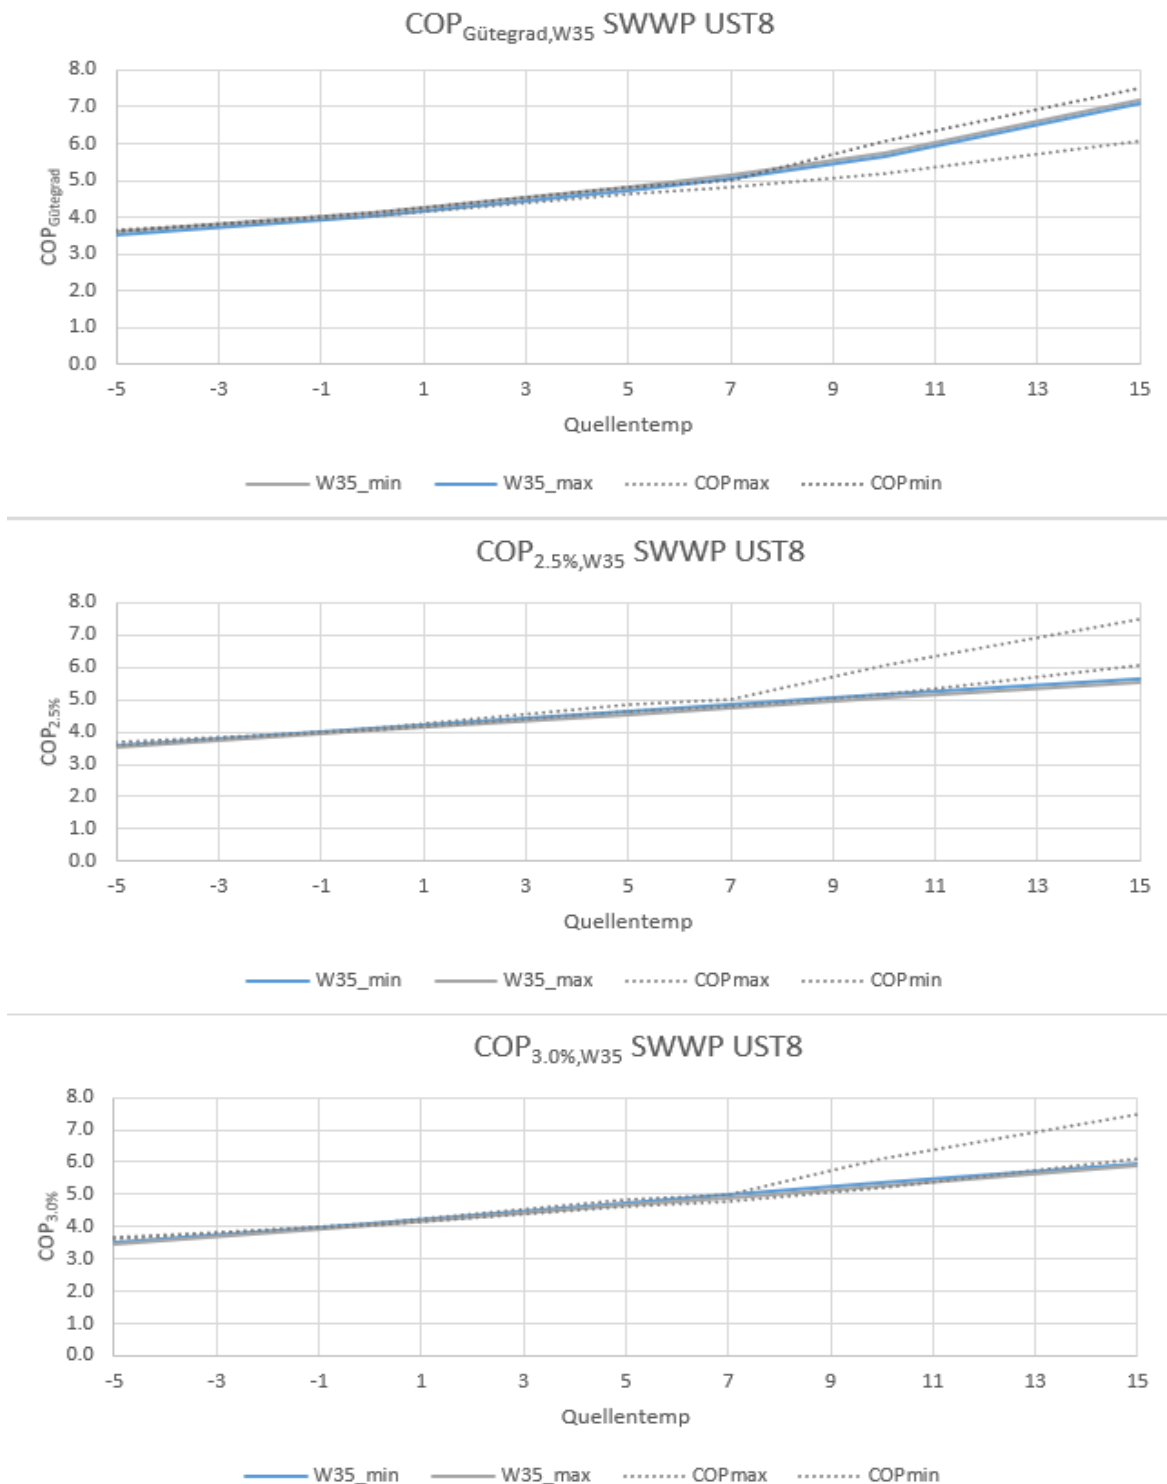 COPGütegrad,W35 SWWP UST8
8.0
7.0
6.0
5.0
4.0
3.0
2.0
1.0
0.0
COPGütegrad
-5 -3 -1 1 3 5 7 9 11 13 15
Quellentemp
W35_min W35_max COPmax COPmin
COP2.5%,W35 SWWP UST8
8.0
7.0
6.0
5.0
4.0
3.0
2.0
1.0
0.0
COP2.5%
-5 -3 -1 1 3 5 7 9 11 13 15
Quellentemp
W35_min W35_max COPmax COPmin
COP3.0%,W35 SWWP UST8
8.0
7.0
6.0
5.0
4.0
3.0
2.0
1.0
0.0
COP3.0%
-5 -3 -1 1 3 5 7 9 11 13 15
Quellentemp
W35_min W35_max COPmax COPmin